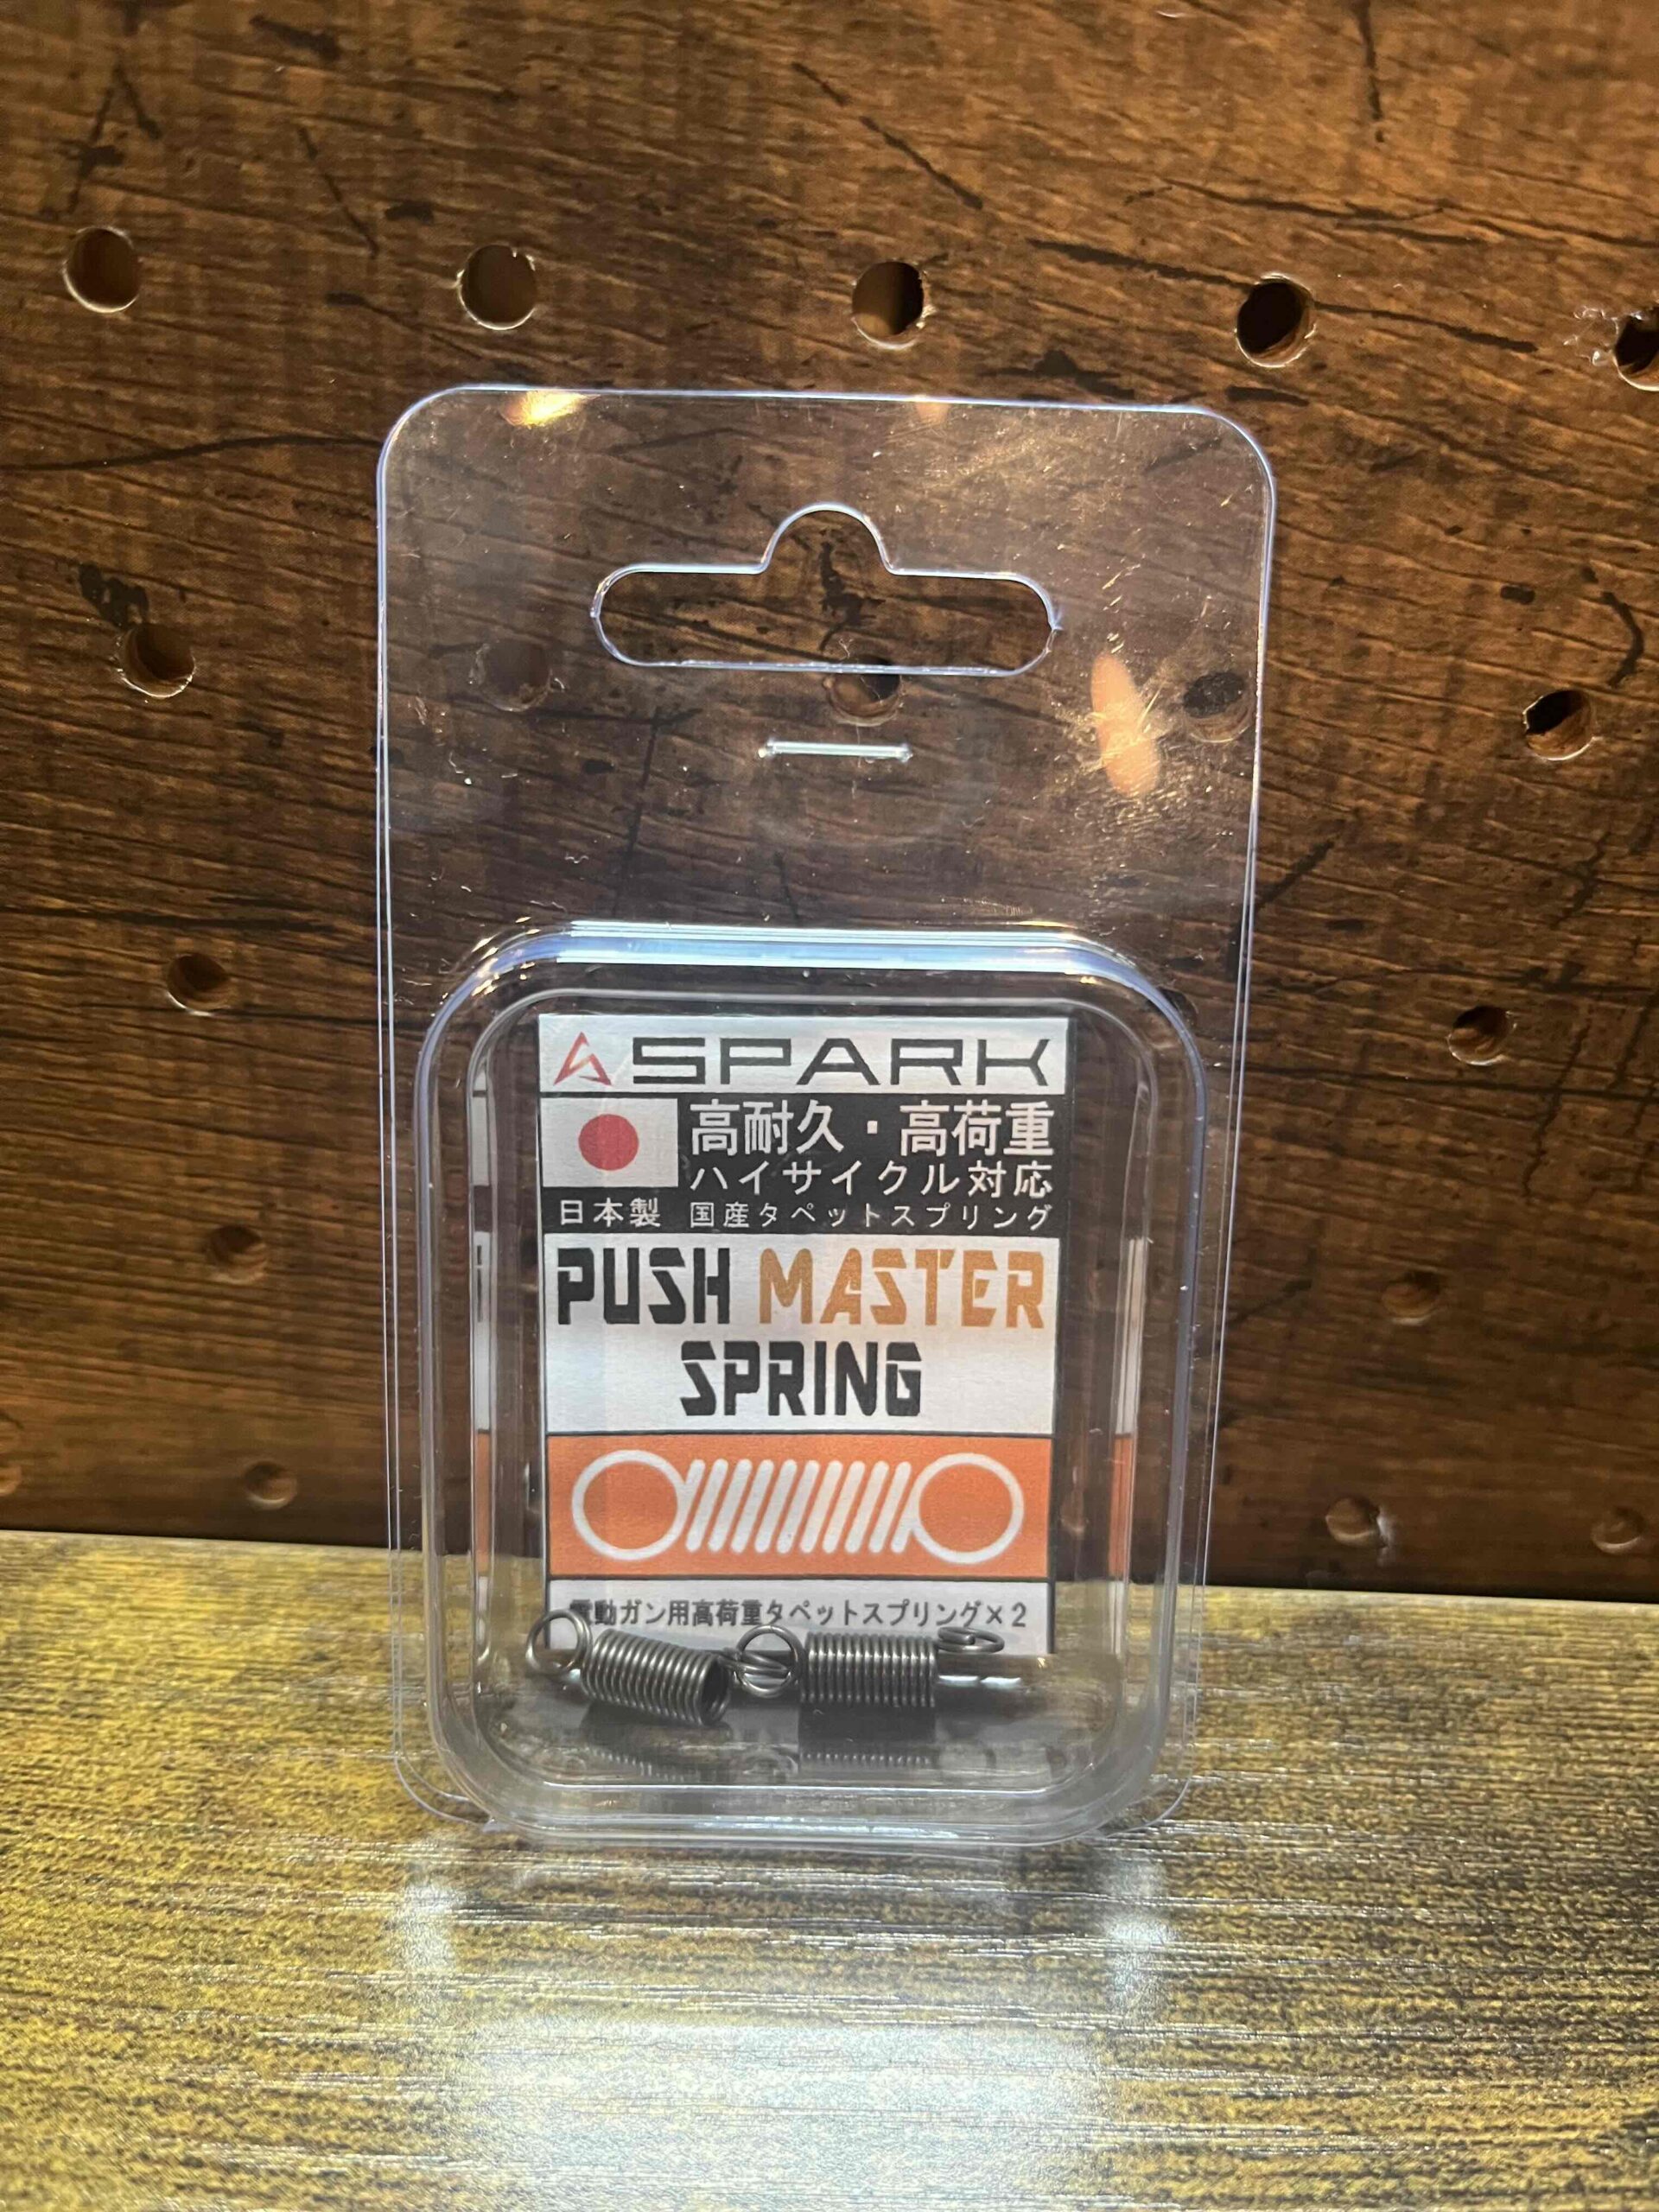 SPARK
高耐久・高荷重
ハイサイクル対応
日本製 国産タペットスプリング
PUSH MASTER
SPRING
電動ガン用高荷重タペットスプリング×2